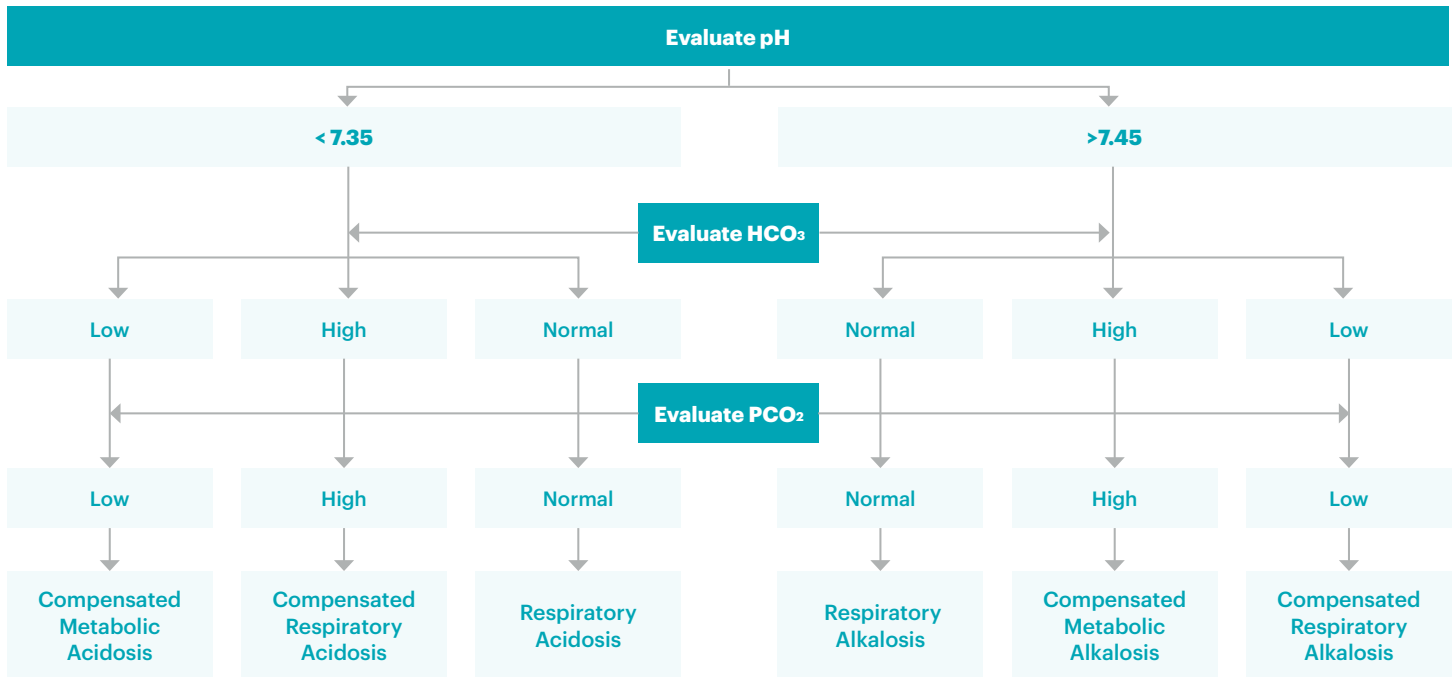 Evaluate pH
< 7.35
>7.45
Evaluate HCO₃
Low
High
Normal
Normal
High
Low
Evaluate PCO₂
Low
High
Normal
Normal
High
Low
Compensated
Metabolic
Acidosis
Compensated
Respiratory
Acidosis
Respiratory
Acidosis
Respiratory
Alkalosis
Compensated
Metabolic
Alkalosis
Compensated
Respiratory
Alkalosis